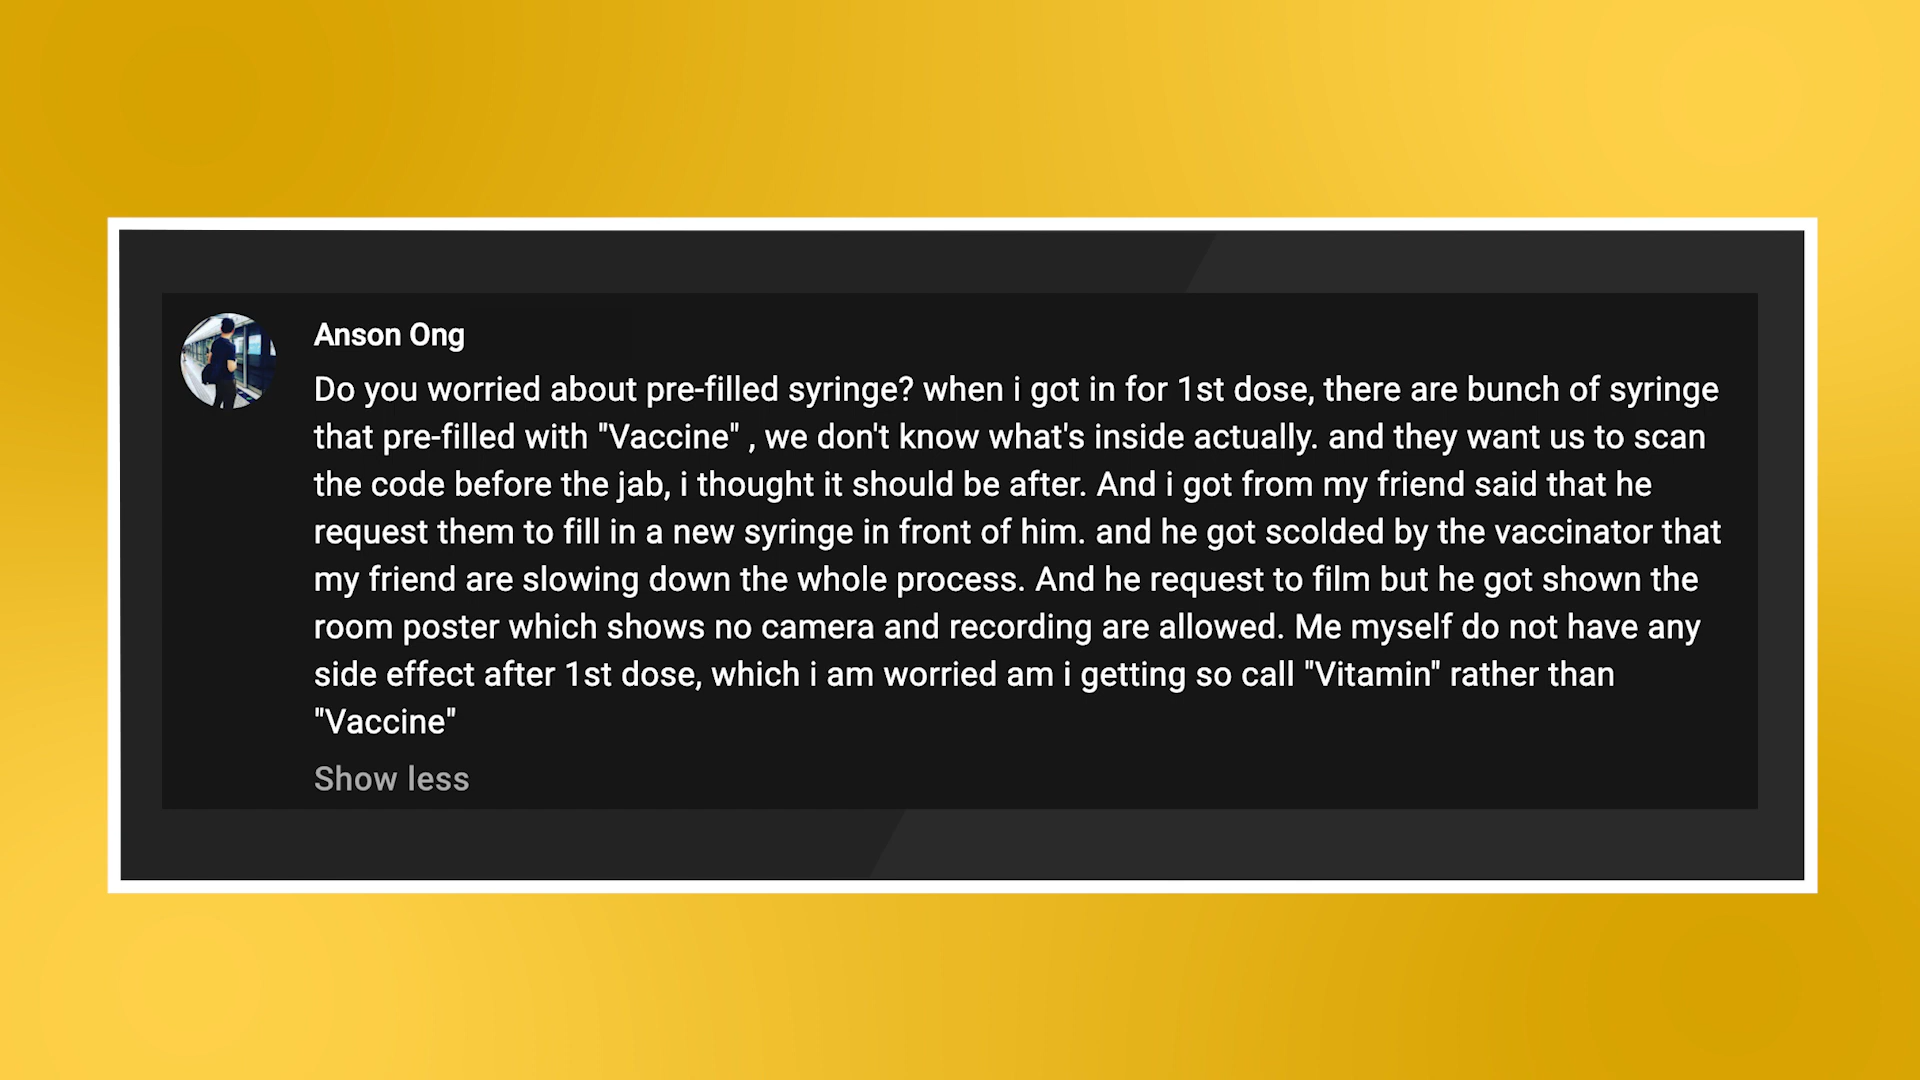 Anson Ong
Do you worried about pre-filled syringe? when i got in for 1st dose, there are bunch of syringe
that pre-filled with "Vaccine" , we don't know what's inside actually. and they want us to scan
the code before the jab, i thought it should be after. And i got from my friend said that he
request them to fill in a new syringe in front of him. and he got scolded by the vaccinator that
my friend are slowing down the whole process. And he request to film but he got shown the
room poster which shows no camera and recording are allowed. Me myself do not have any
side effect after 1st dose, which i am worried am i getting so call "Vitamin" rather than
"Vaccine"
Show less